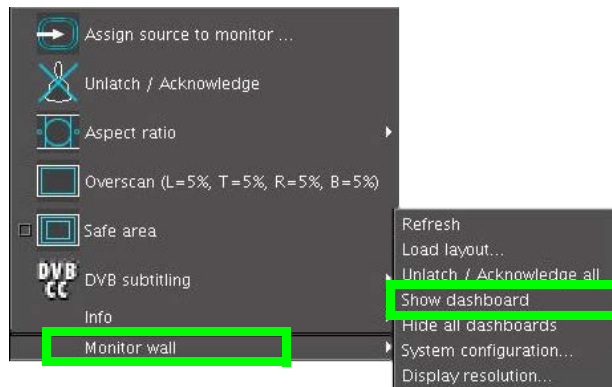 Assign source to monitor ...
Unlatch / Acknowledge
Aspect ratio
Overscan (L=5%, T=5%, R=5%, B=5%)
Safe area
DVB CC
DVB subtitling
Info
Monitor wall
Refresh
Load layout...
Unlatch / Acknowledge all
Show dashboard
Hide all dashboards
System configuration...
Display resolution...